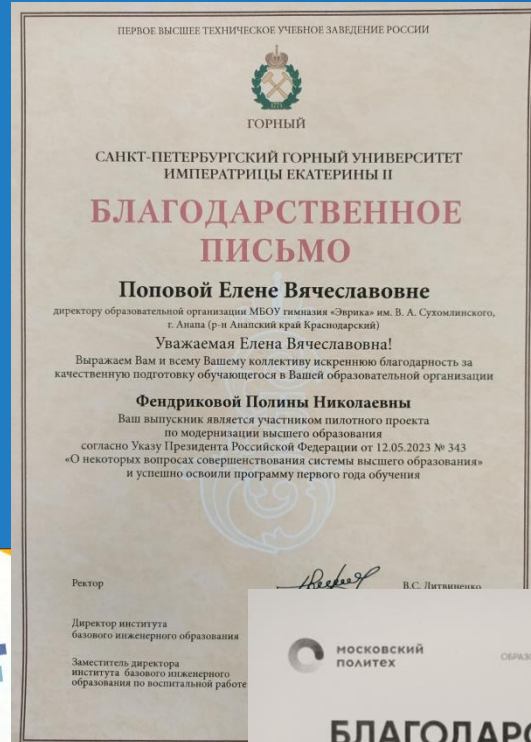 ПЕРВОЕ ВЫСШЕЕ ТЕХНИЧЕСКОЕ УЧЕБНОЕ ЗАВЕДЕНИЕ РОССИИ
1773
ГОРНЫЙ
САНКТ-ПЕТЕРБУРГСКИЙ ГОРНЫЙ УНИВЕРСИТЕТ
ИМПЕРАТРИЦЫ ЕКАТЕРИНЫ II
БЛАГОДАРСТВЕННОЕ
ПИСЬМО
Поповой Елене Вячеславовне
директору образовательной организации МБОУ гимназия «Эврика» им. В. А. Сухомлинского,
г. Анапа (р-н Анапский край Краснодарский)
Уважаемая Елена Вячеславовна!
Выражаем Вам и всему Вашему коллективу искреннюю благодарность за
качественную подготовку обучающегося в Вашей образовательной организации
Фендриковой Полины Николаевны
Ваш выпускник является участником пилотного проекта
по модернизации высшего образования
согласно Указу Президента Российской Федерации от 12.05.2023 № 343
«О некоторых вопросах совершенствования системы высшего образования»
и успешно освоили программу первого года обучения
Ректор
В.С. Литвиненко
Директор института
базового инженерного образования
Заместитель директора
института базового инженерного
образования по воспитательной работе
московский
политех